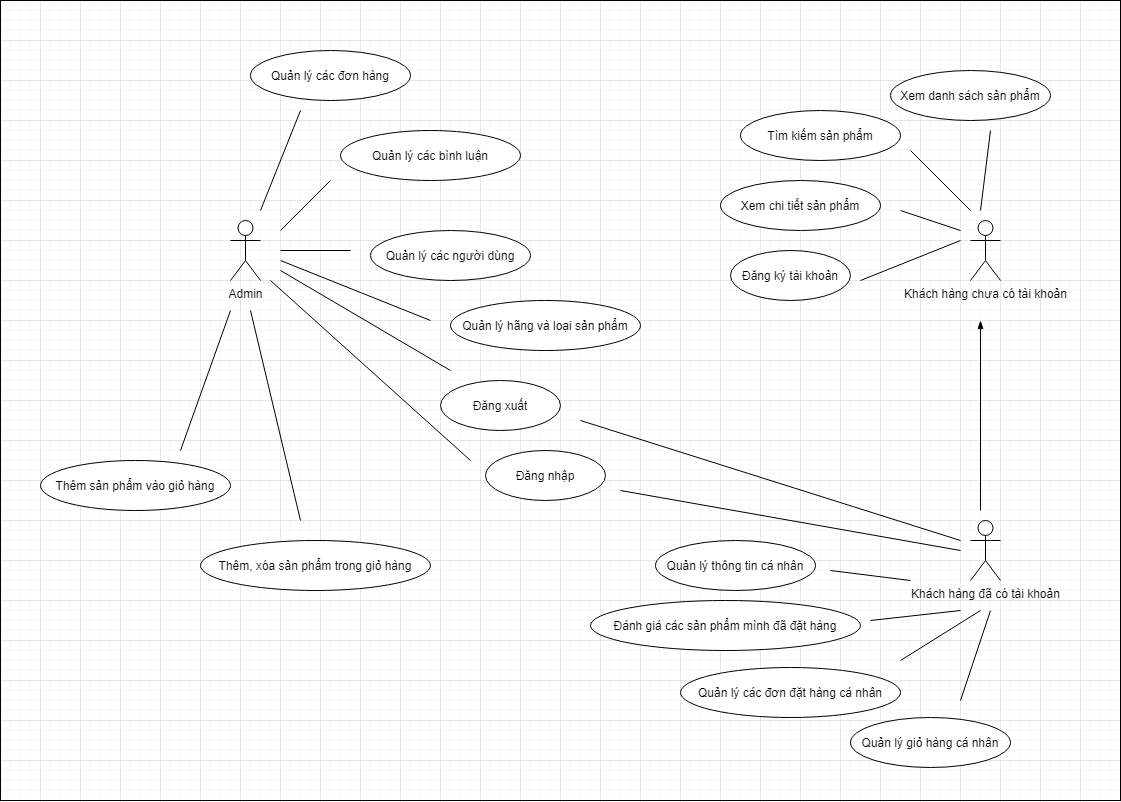 Quản lý các đơn hàng
Xem danh sách sản phẩm
Tìm kiếm sản phẩm
Quản lý các bình luận
Xem chi tiết sản phẩm
Quản lý các người dùng
Đăng ký tài khoản
Admin
Khách hàng chưa có tài khoản
Quản lý hãng và loại sản phẩm
Đăng xuất
Đăng nhập
Thêm sản phẩm vào giỏ hàng
Thêm, xóa sản phẩm trong giỏ hàng
Quản lý thông tin cá nhân
Khách hàng đã có tài khoản
Đánh giá các sản phẩm mình đã đặt hàng
Quản lý các đơn đặt hàng cá nhân
Quản lý giỏ hàng cá nhân